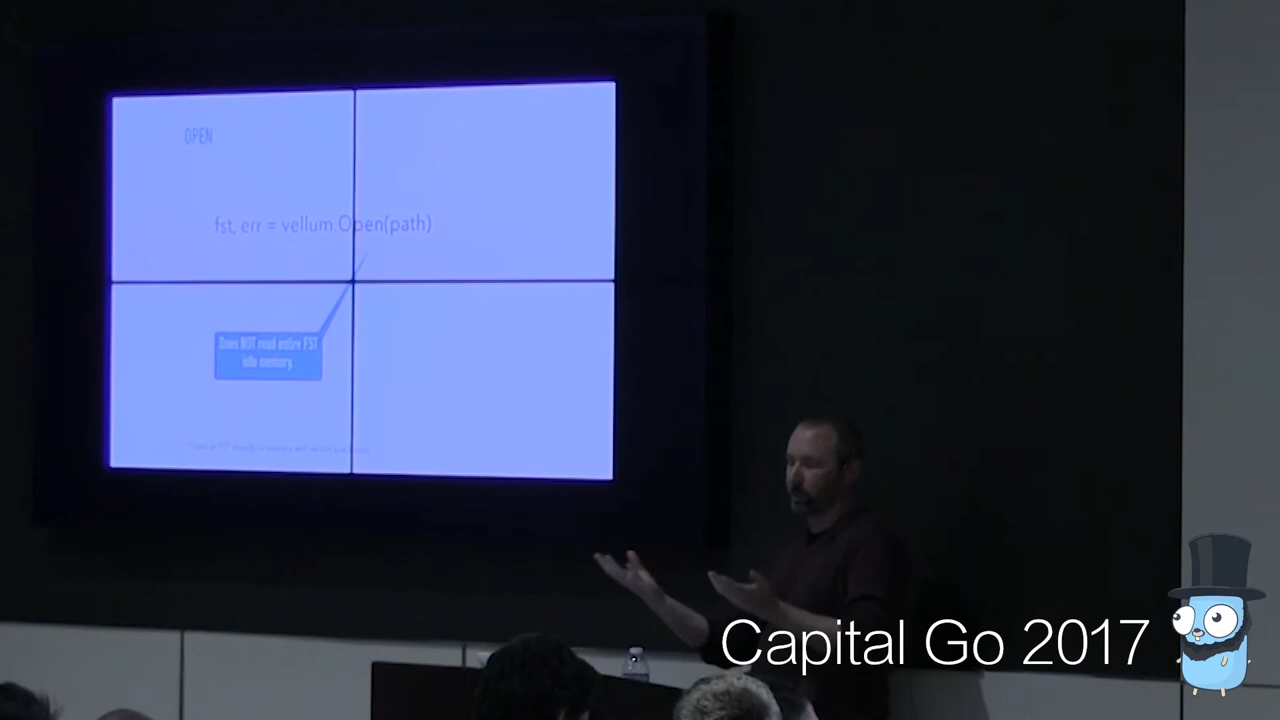 OPEN
fst, err = vellum.Open(path)
Does NOT read entire FST
into memory.
Capital Go 2017